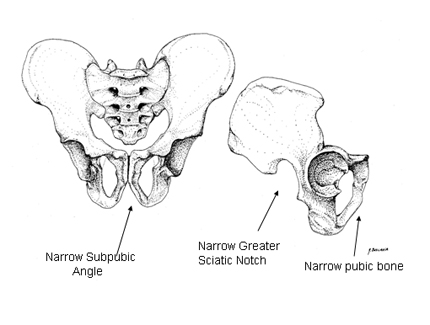 Narrow Subpubic
Angle
Narrow Greater
Sciatic Notch
Narrow pubic bone